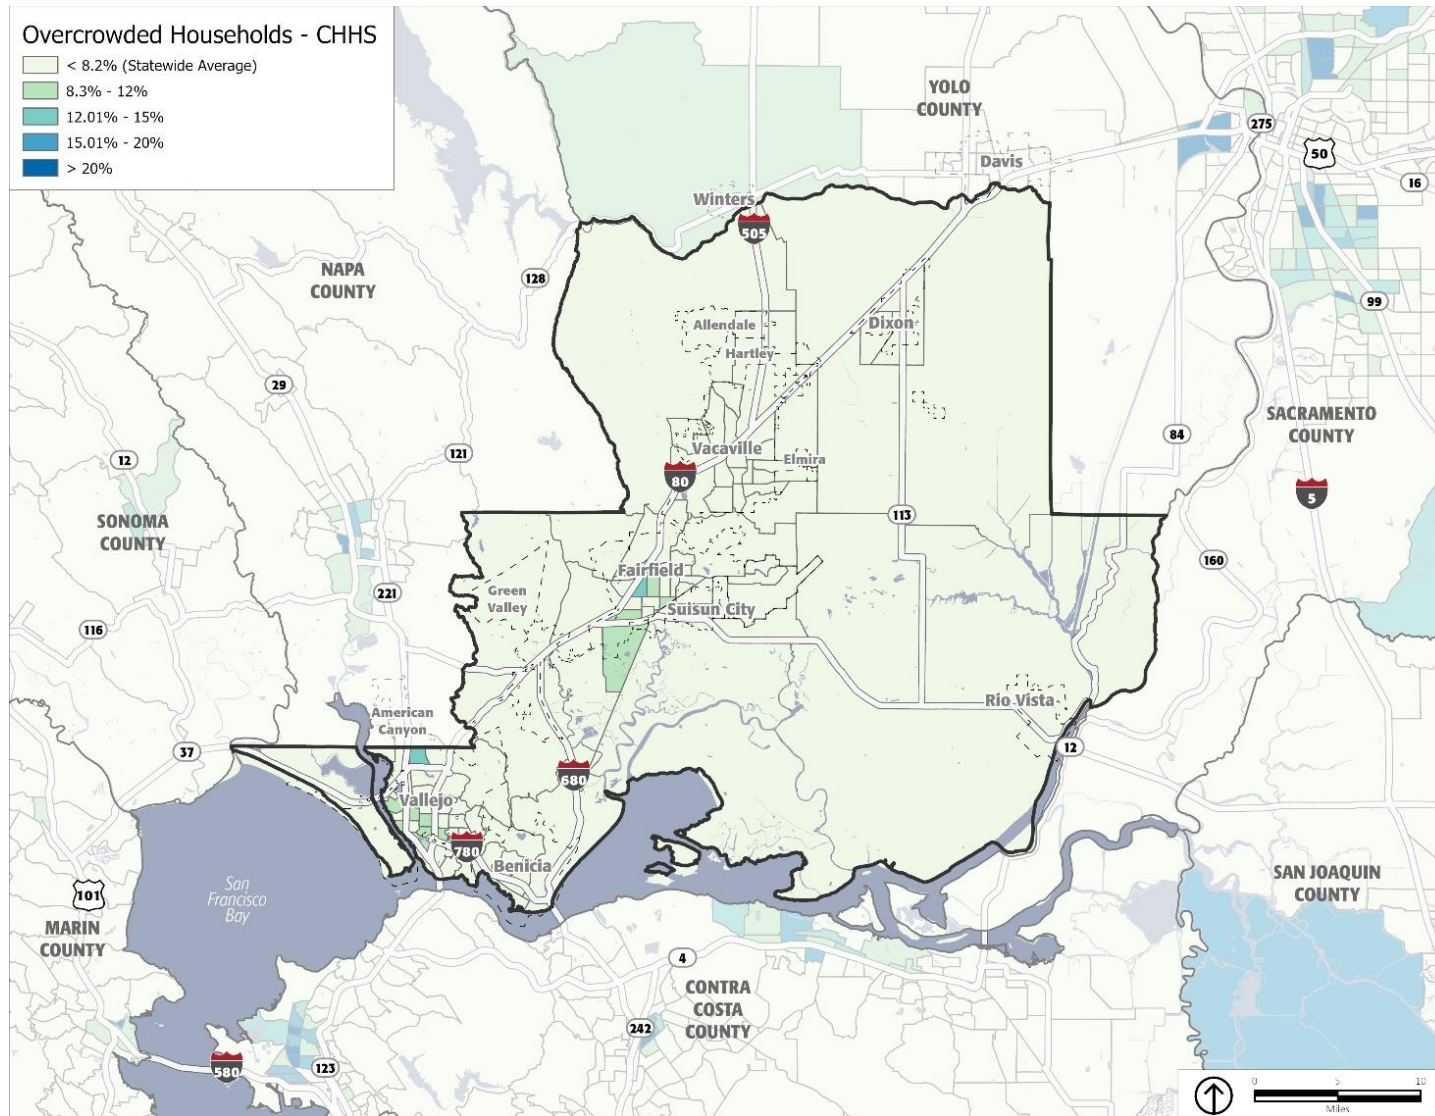 Overcrowded Households - CHHS
< 8.2% (Statewide Average)
8.3% - 12%
12.01% - 15%
15.01% - 20%
> 20%
YOLO
COUNTY
275
50
Davis
16
Winters
505
NAPA
COUNTY
128
99
Allendale
Dixon
Hartley
29
SACRAMENTO
COUNTY
84
12
121
Vacaville
Elmira
80
5
SONOMA
COUNTY
113
160
Fairfield
Green
Valley
221
Suisun City
116
Rio Vista
American
Canyon
37
12
680
Vallejo
780
Benicia
San
Francisco
Bay
101
MARIN
COUNTY
SAN JOAQUIN
COUNTY
4
CONTRA
COSTA
COUNTY
242
580
123
0 5 10
Miles